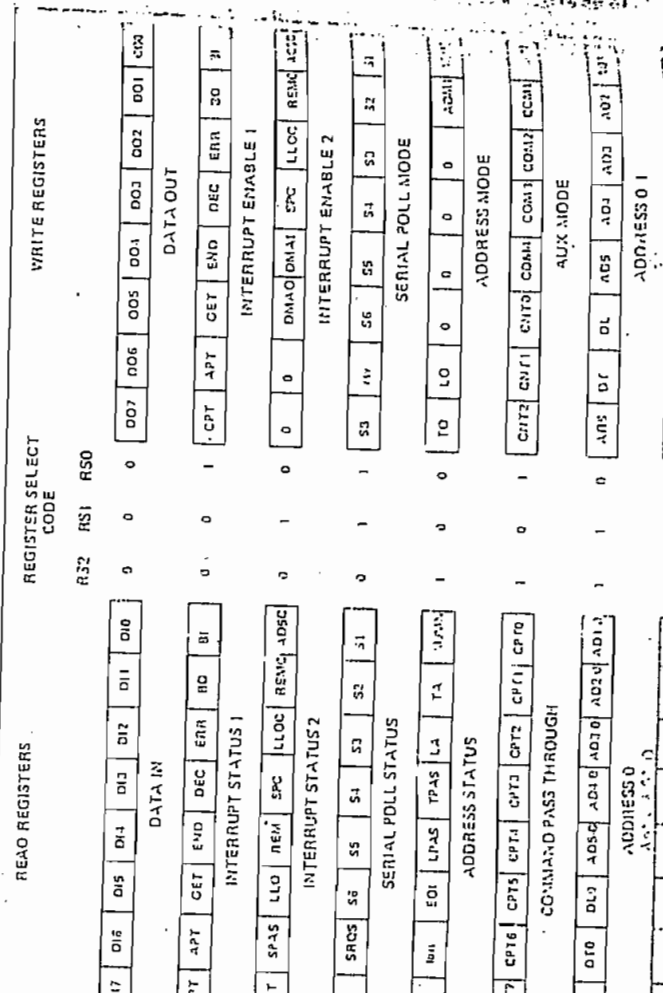 READ REGISTERS
REGISTER SELECT
CODE
WRITE REGISTERS
RS2 RS1 RS0
DI6 DI5 DI4 DI3 DI2 DI1 DI0
0 0 0
DO7 DO6 DO5 DO4 DO3 DO2 DO1 DO0
DATA IN
DATA OUT
APT GET END DEC ERR BO BI
0 0 1
CPT APT GET END DEC ERR BO BI
INTERRUPT STATUS 1
INTERRUPT ENABLE 1
SPAS LLO REM SPC LLOC REMC ADSC
0 1 0
0 0 DMAO DMAI SPC LLOC REMC ADSC
INTERRUPT STATUS 2
INTERRUPT ENABLE 2
SRQS S6 S5 S4 S3 S2 S1
0 1 1
S8 rsv S6 S5 S4 S3 S2 S1
SERIAL POLL STATUS
SERIAL POLL MODE
lon EOI LPAS TPAS LA TA MJMN
1 0 0
TO LO 0 0 0 0 ADM1
ADDRESS STATUS
ADDRESS MODE
CPT6 CPT5 CPT4 CPT3 CPT2 CPT1 CPT0
1 0 1
CNT2 CNT1 CNT0 COM4 COM3 COM2 COM1
COMMAND PASS THROUGH
AUX MODE
DT0 DL0 AD5-0 AD4-0 AD3-0 AD2-0 AD1-0
1 1 0
ARS DT DL AD5 AD4 AD3 AD2 AD1
ADDRESS 0
ADDRESS 0 1